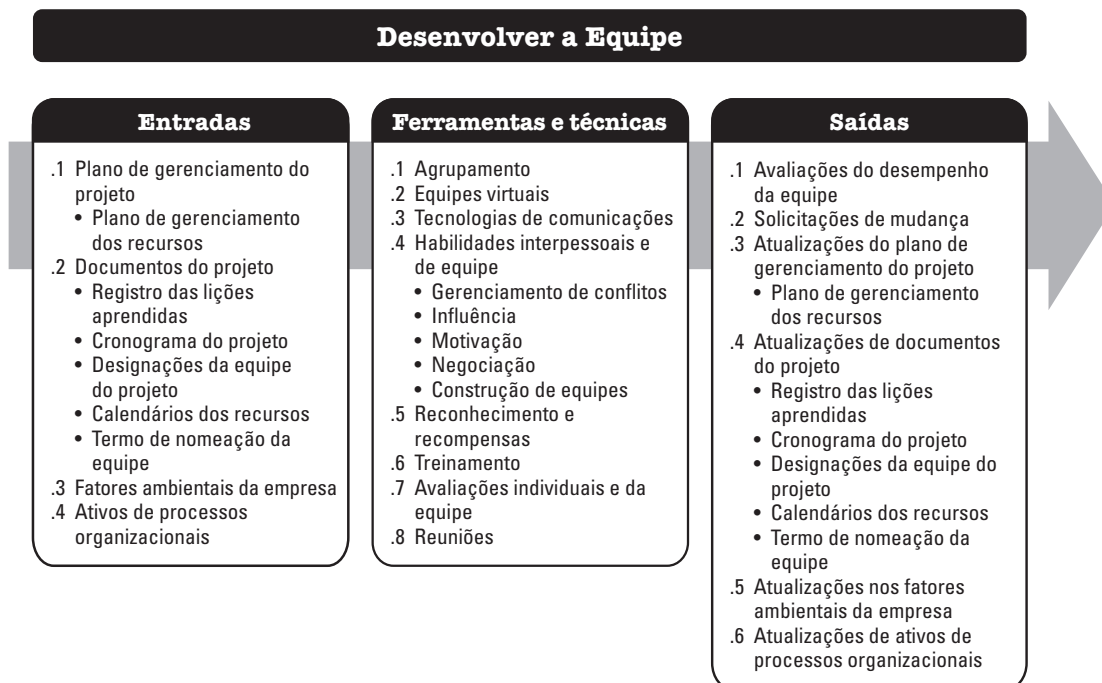 Desenvolver a Equipe
Entradas
.1 Plano de gerenciamento do
projeto
• Plano de gerenciamento
dos recursos
.2 Documentos do projeto
• Registro das lições
aprendidas
• Cronograma do projeto
• Designações da equipe
do projeto
• Calendários dos recursos
• Termo de nomeação da
equipe
.3 Fatores ambientais da empresa
.4 Ativos de processos
organizacionais
Ferramentas e técnicas
.1 Agrupamento
.2 Equipes virtuais
.3 Tecnologias de comunicações
.4 Habilidades interpessoais e
de equipe
• Gerenciamento de conflitos
• Influência
• Motivação
• Negociação
• Construção de equipes
.5 Reconhecimento e
recompensas
.6 Treinamento
.7 Avaliações individuais e da
equipe
.8 Reuniões
Saídas
.1 Avaliações do desempenho
da equipe
.2 Solicitações de mudança
.3 Atualizações do plano de
gerenciamento do projeto
• Plano de gerenciamento
dos recursos
.4 Atualizações de documentos
do projeto
• Registro das lições
aprendidas
• Cronograma do projeto
• Designações da equipe do
projeto
• Calendários dos recursos
• Termo de nomeação da
equipe
.5 Atualizações nos fatores
ambientais da empresa
.6 Atualizações de ativos de
processos organizacionais